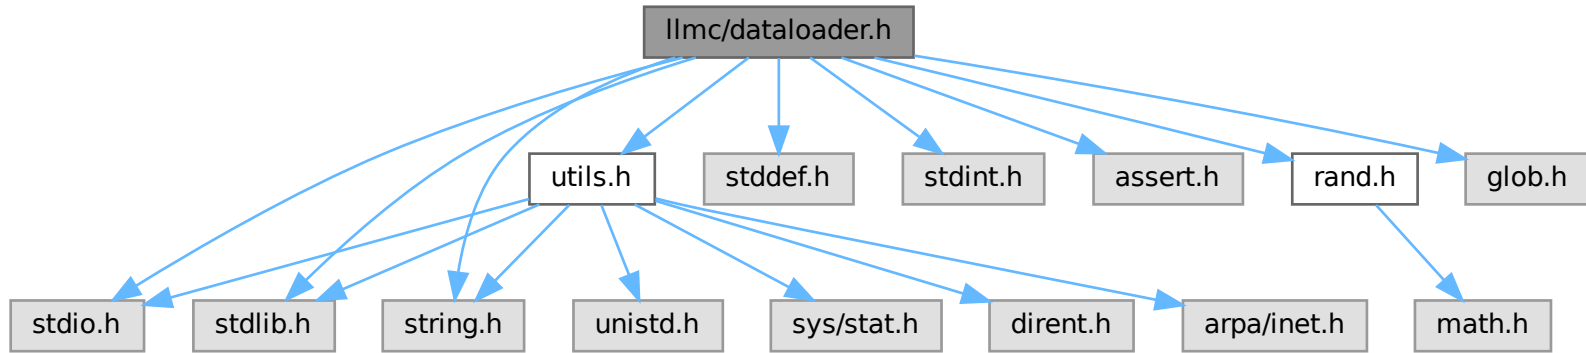 llmc/dataloader.h
utils.h
stddef.h
stdint.h
assert.h
rand.h
glob.h
stdio.h
stdlib.h
string.h
unistd.h
sys/stat.h
dirent.h
arpa/inet.h
math.h